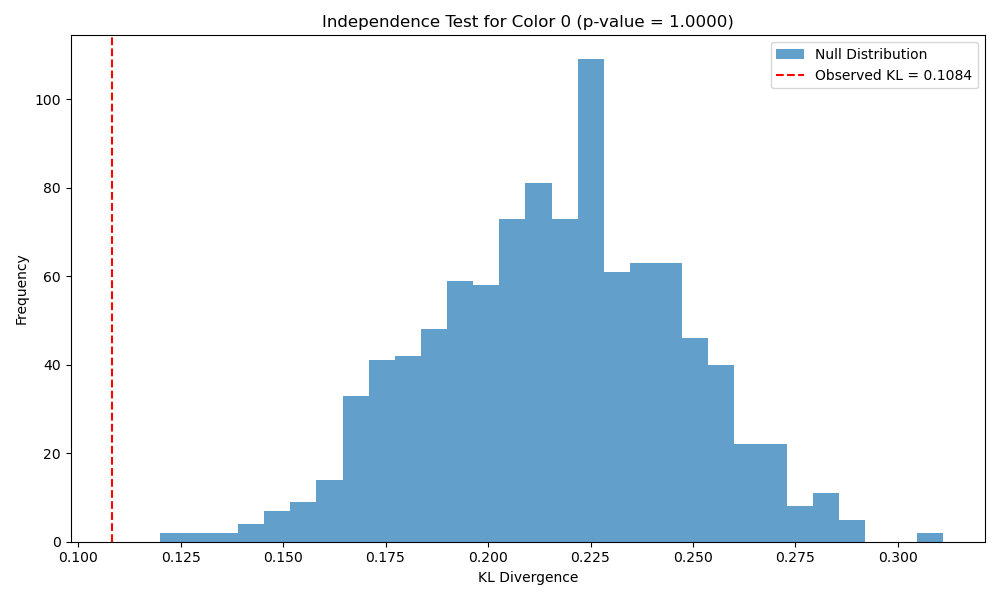 Independence Test for Color 0 (p-value = 1.0000)
Null Distribution
Observed KL = 0.1084
Frequency
100
80
60
40
20
0
0.100 0.125 0.150 0.175 0.200 0.225 0.250 0.275 0.300
KL Divergence